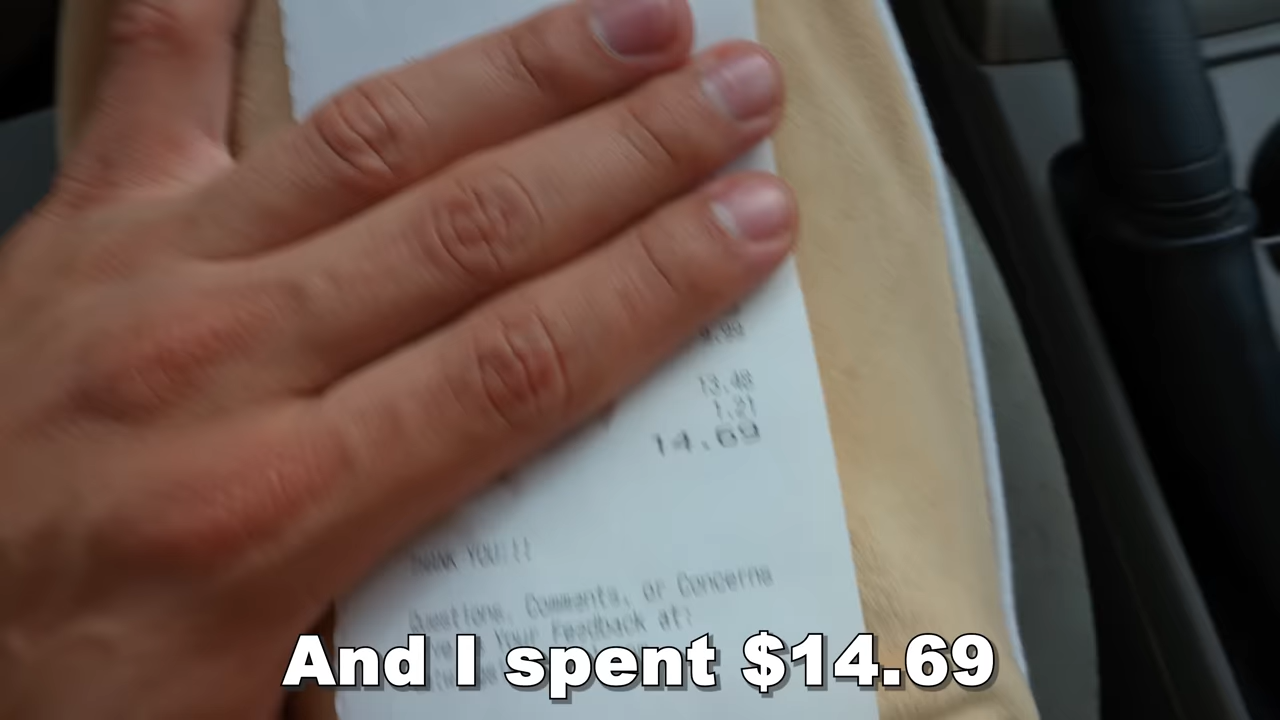 9.99
13.48
1.21
14.69
THANK YOU!!
Questions, Comments, or Concerns
Your Feedback at:
And I spent $14.69